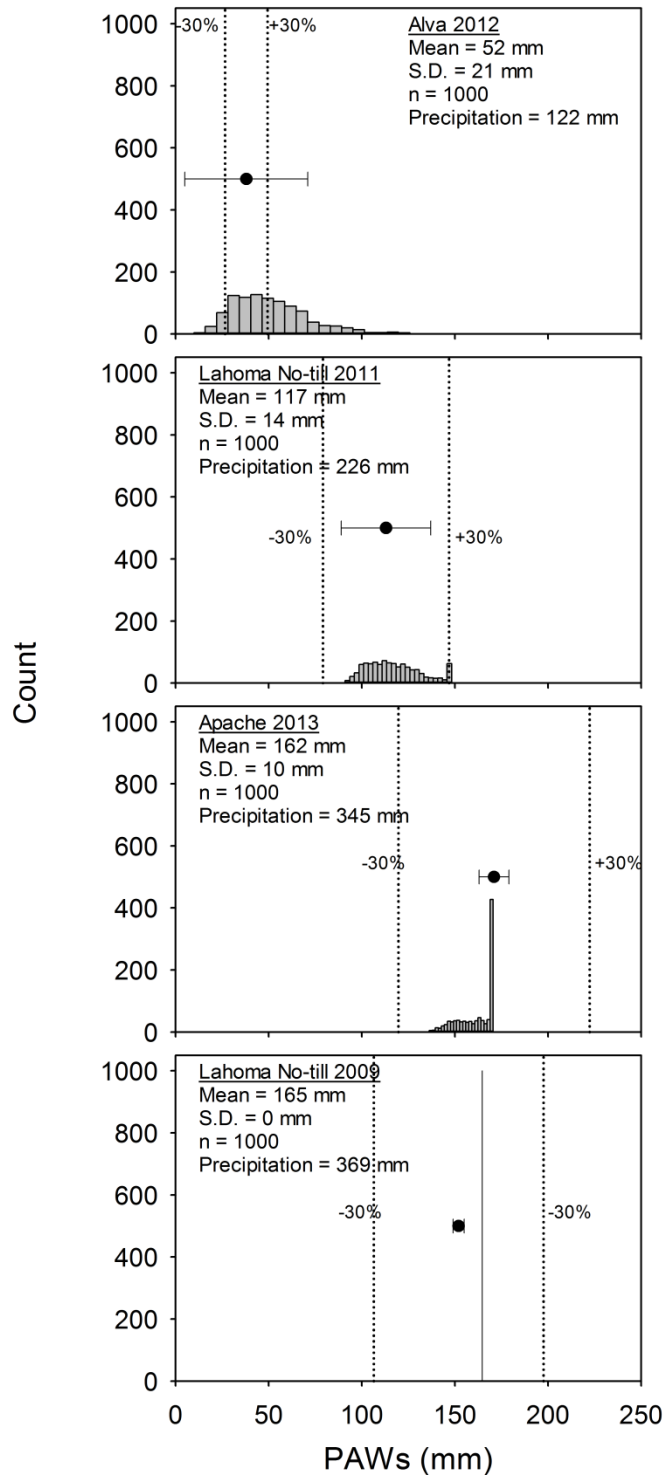 1000
800
600
400
200
0
-30%
+30%
Alva 2012
Mean = 52 mm
S.D. = 21 mm
n = 1000
Precipitation = 122 mm
1000
800
600
400
200
0
Lahoma No-till 2011
Mean = 117 mm
S.D. = 14 mm
n = 1000
Precipitation = 226 mm
-30%
+30%
Count
1000
800
600
400
200
0
Apache 2013
Mean = 162 mm
S.D. = 10 mm
n = 1000
Precipitation = 345 mm
-30%
+30%
1000
800
600
400
200
0
Lahoma No-till 2009
Mean = 165 mm
S.D. = 0 mm
n = 1000
Precipitation = 369 mm
-30%
-30%
0 50 100 150 200 250
PAWs (mm)